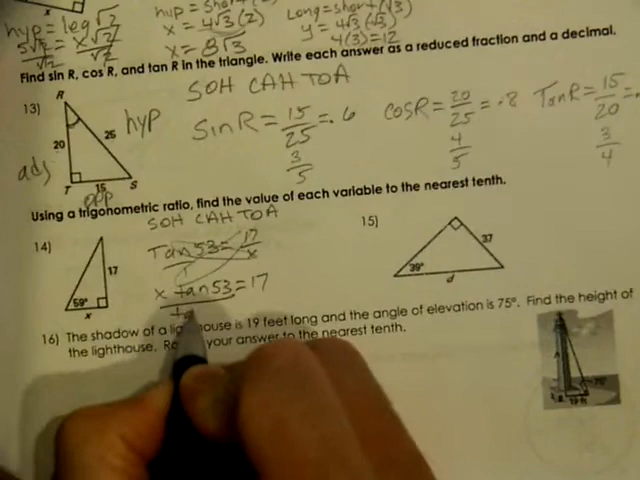 hyp = leg√2
5√2 = x√2
√2 √2
x = 4√3(2)
x = 8√3
y = 4√3(√3)
4(3)=12
Find sin R, cos R, and tan R in the triangle. Write each answer as a reduced fraction and a decimal.
SOH CAH TOA
13)
R
20
25
hyp
adj
T
15
S
opp
sinR = 15/25 = .6
3/5
cosR = 20/25 = .8
4/5
TanR = 15/20 = .
3/4
Using a trigonometric ratio, find the value of each variable to the nearest tenth.
SOH CAH TOA
14)
17
59°
x
Tan 53 = 17/x
1
x tan 53 = 17
15)
37
39°
d
16) The shadow of a lighthouse is 19 feet long and the angle of elevation is 75°. Find the height of
the lighthouse. your answer to the nearest tenth.
75°
19 ft